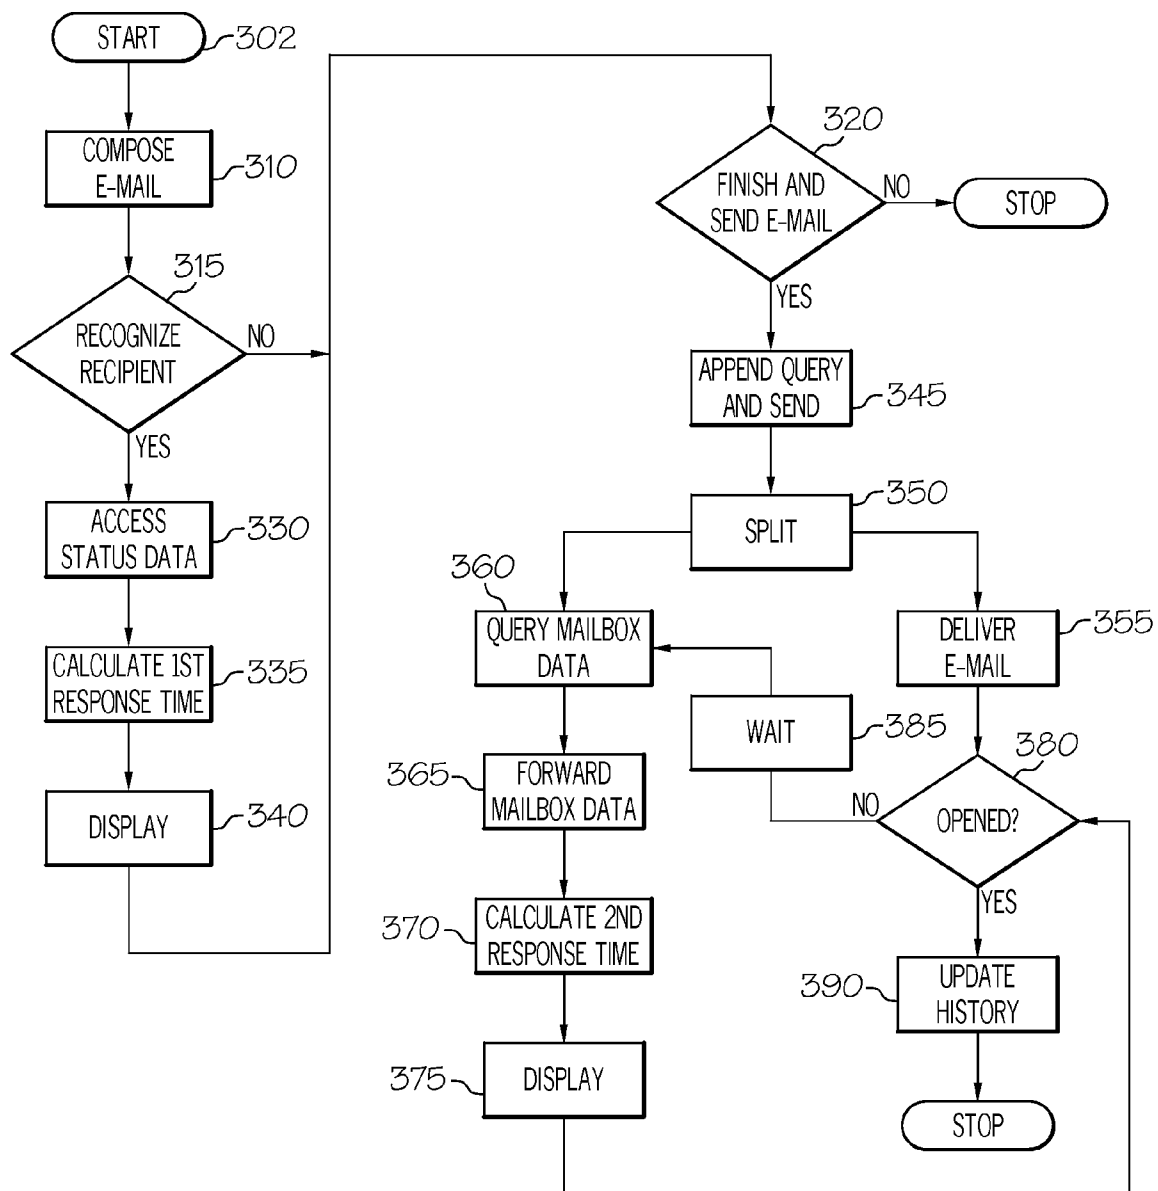 START
302
COMPOSE
E-MAIL
310
315
RECOGNIZE
RECIPIENT
NO
YES
ACCESS
STATUS DATA
330
CALCULATE 1ST
RESPONSE TIME
335
DISPLAY
340
320
FINISH AND
SEND E-MAIL
NO
STOP
YES
APPEND QUERY
AND SEND
345
350
SPLIT
360
QUERY MAILBOX
DATA
DELIVER
E-MAIL
355
WAIT
385
365
FORWARD
MAILBOX DATA
380
OPENED?
NO
YES
370
CALCULATE 2ND
RESPONSE TIME
390
UPDATE
HISTORY
375
DISPLAY
STOP